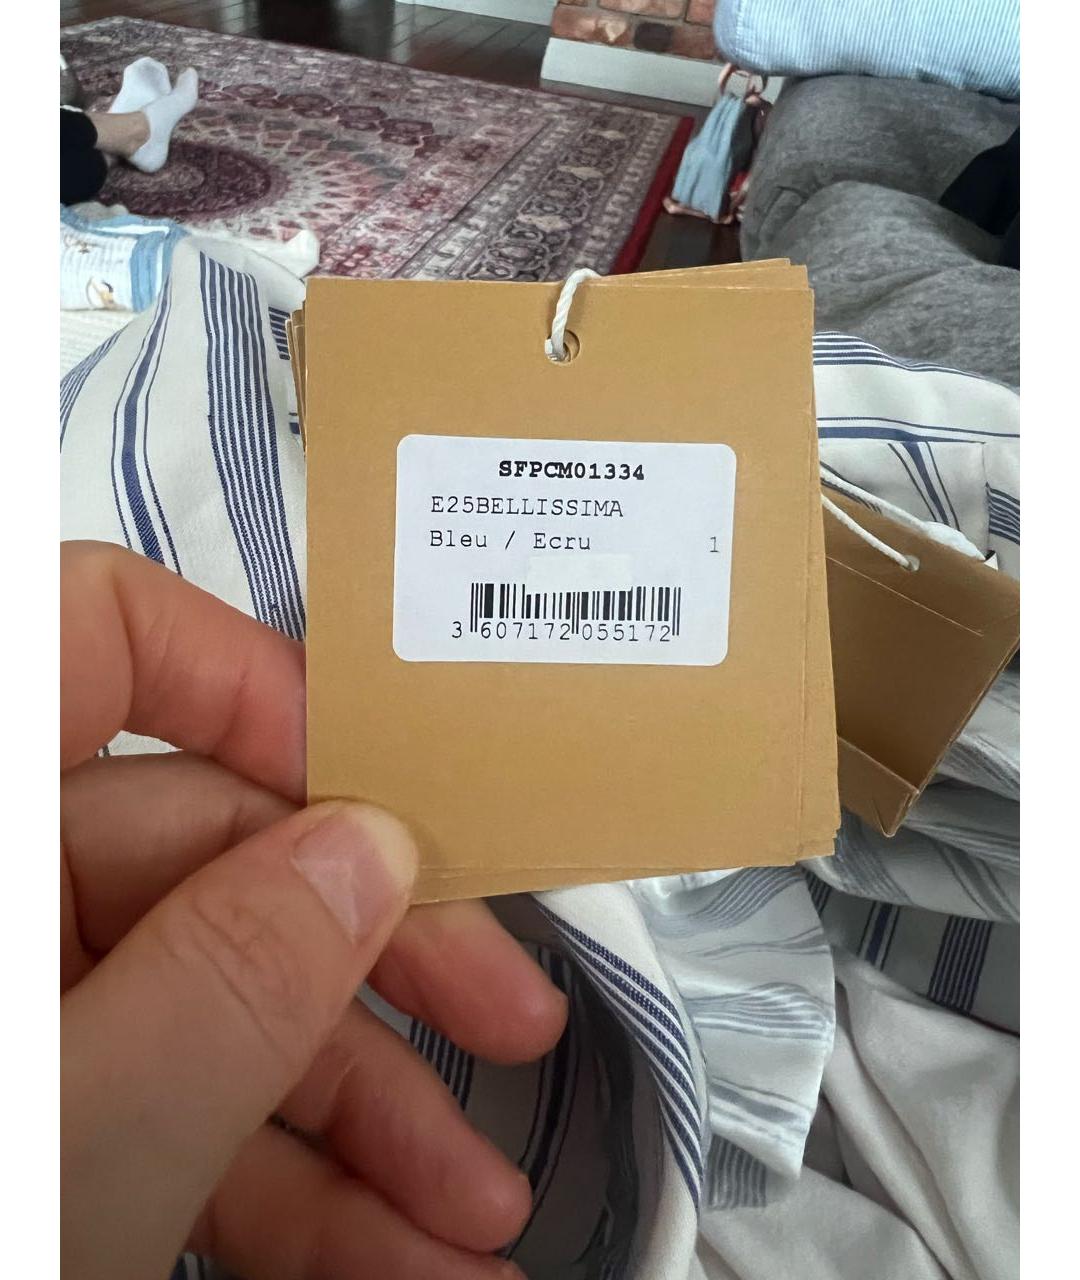 SFPCM01334
E25BELLISSIMA
Bleu / Ecru 1
3 607172 055172